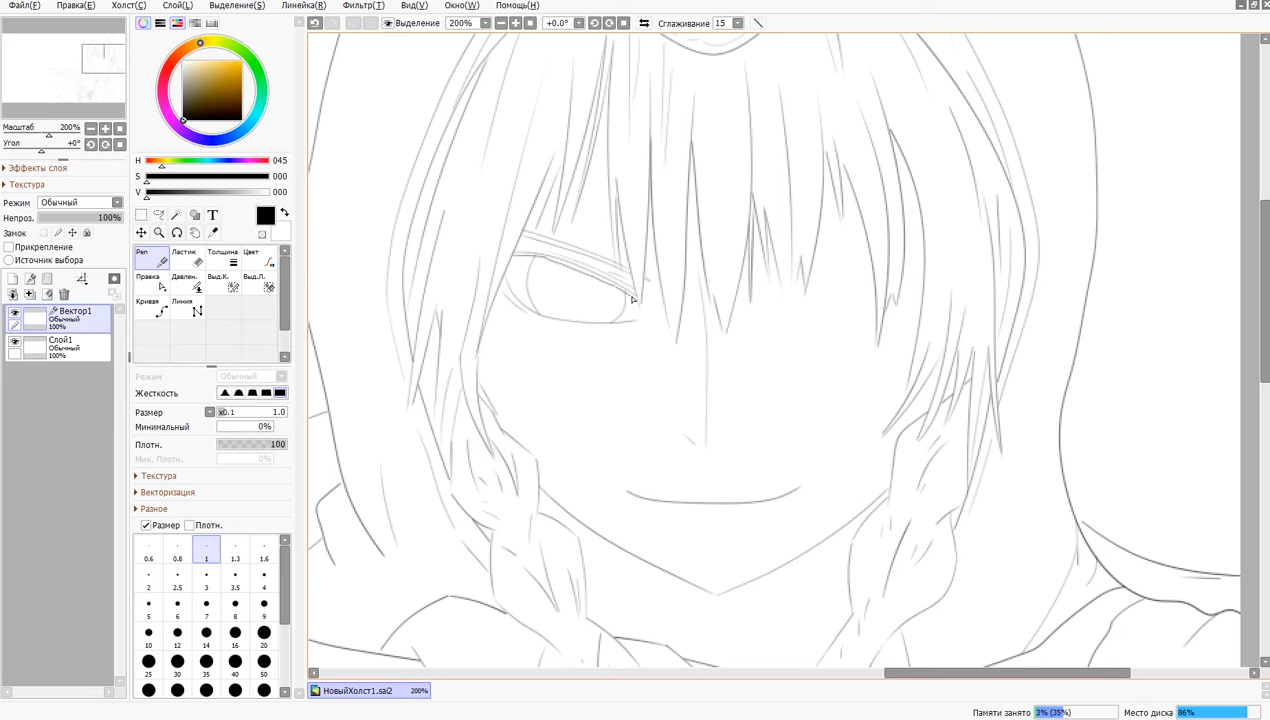 Файл(F) Правка(E) Холст(C) Слой(L) Выделение(S) Линейка(R) Фильтр(T) Вид(V) Окно(W) Помощь(H)
Выделение 200% +0.0° Сглаживание 15
Масштаб 200%
Угол +0°
Эффекты слоя
Текстура
Режим Обычный
Непроз. 100%
Замок
Прикрепление
Источник выбора
Вектор1
Обычный
100%
Слой1
Обычный
100%
H 045
S 000
V 000
T
Pen Ластик Толщина Цвет
Правка Давлен. Выд.К. Выд.Л.
Кривая Линия
Режим Обычный
Жесткость
Размер x0.1 1.0
Минимальный 0%
Плотн. 100
Мин. Плотн. 0%
Текстура
Векторизация
Разное
Размер Плотн.
0.6 0.8 1 1.3 1.6
2 2.5 3 3.5 4
5 6 7 8 9
10 12 14 16 20
25 30 35 40 50
НовыйХолст1.sai2 200%
Памяти занято 3% (35%) Место диска 86%